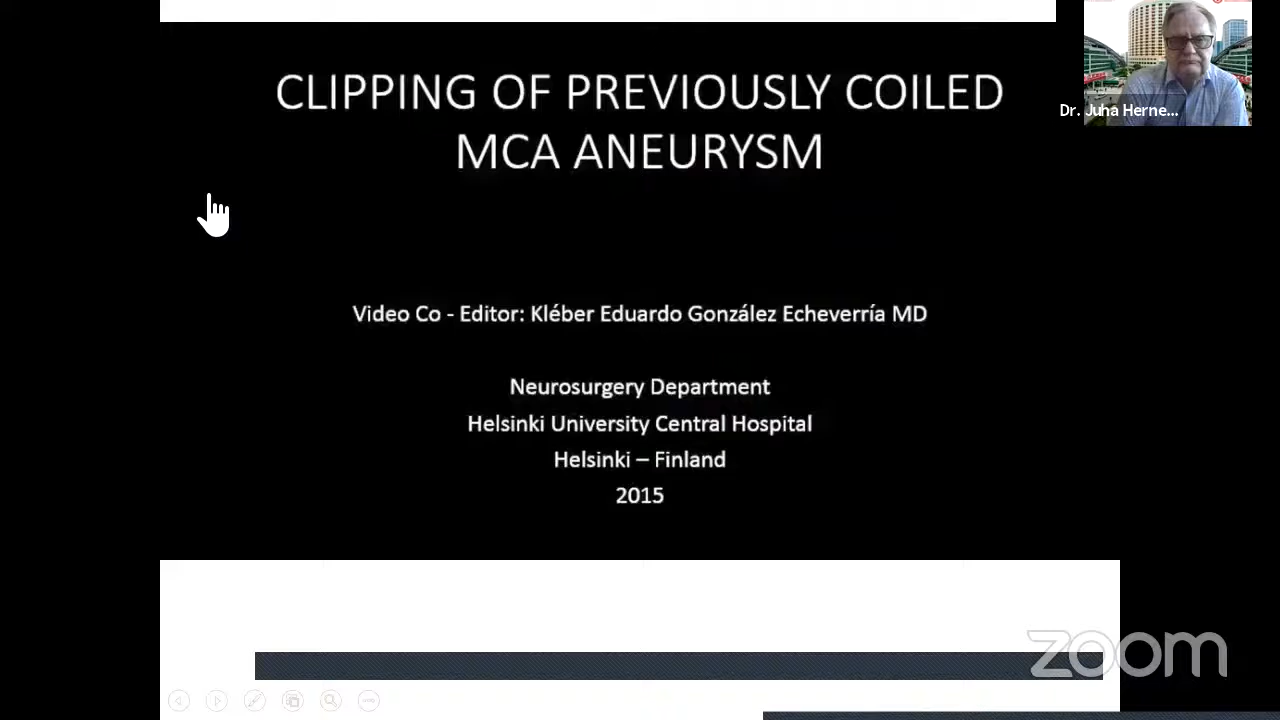 CLIPPING OF PREVIOUSLY COILED
MCA ANEURYSM
Dr. Juha Herne...
Video Co - Editor: Kléber Eduardo González Echeverría MD
Neurosurgery Department
Helsinki University Central Hospital
Helsinki – Finland
2015
zoom